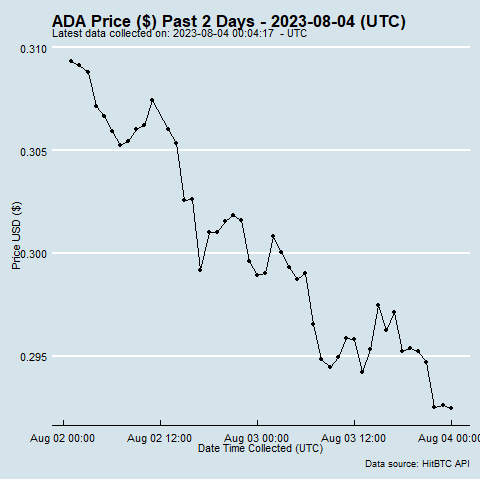 ADA Price ($) Past 2 Days - 2023-08-04 (UTC)
Latest data collected on: 2023-08-04 00:04:17 - UTC
0.310
0.305
0.300
0.295
Price USD ($)
Aug 02 00:00 Aug 02 12:00 Aug 03 00:00 Aug 03 12:00 Aug 04 00:00
Date Time Collected (UTC)
Data source: HitBTC API